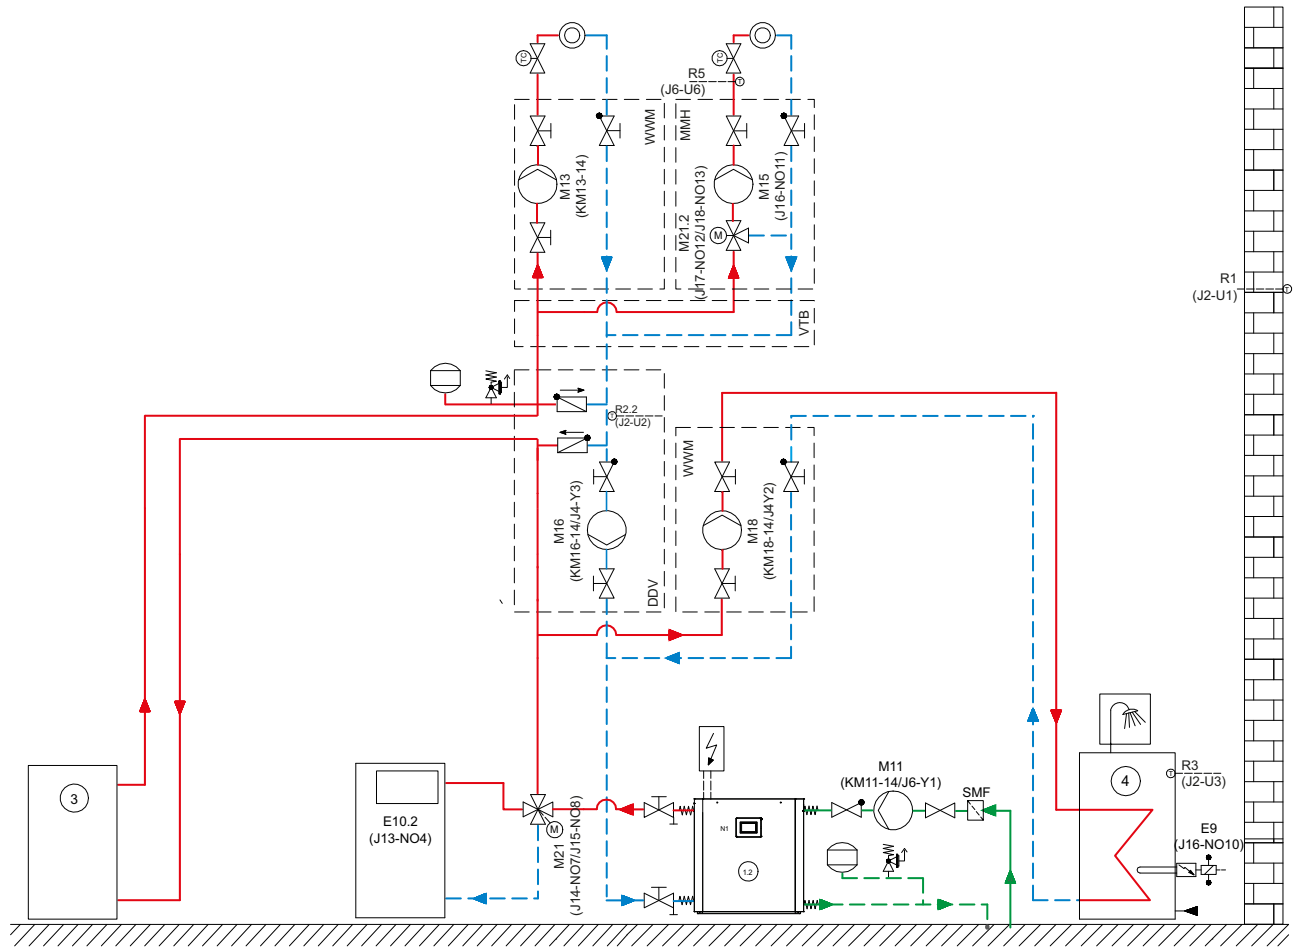 TC
TC
R5
(J6-U6)
T
WWM
MMH
M13
(KM13-14)
M21.2
(J17-NO12/J18-NO13)
M15
(J16-NO11)
M
R1
(J2-U1)
T
VTB
R2.2
(J2-U2)
T
WWM
M16
(KM16-14/J4-Y3)
M18
(KM18-14/J4Y2)
DDV
3
E10.2
(J13-NO4)
M
M21
(J14-NO7/J15-NO8)
N1
1.2
M11
(KM11-14/J6-Y1)
SMF
4
T
R3
(J2-U3)
E9
(J16-NO10)